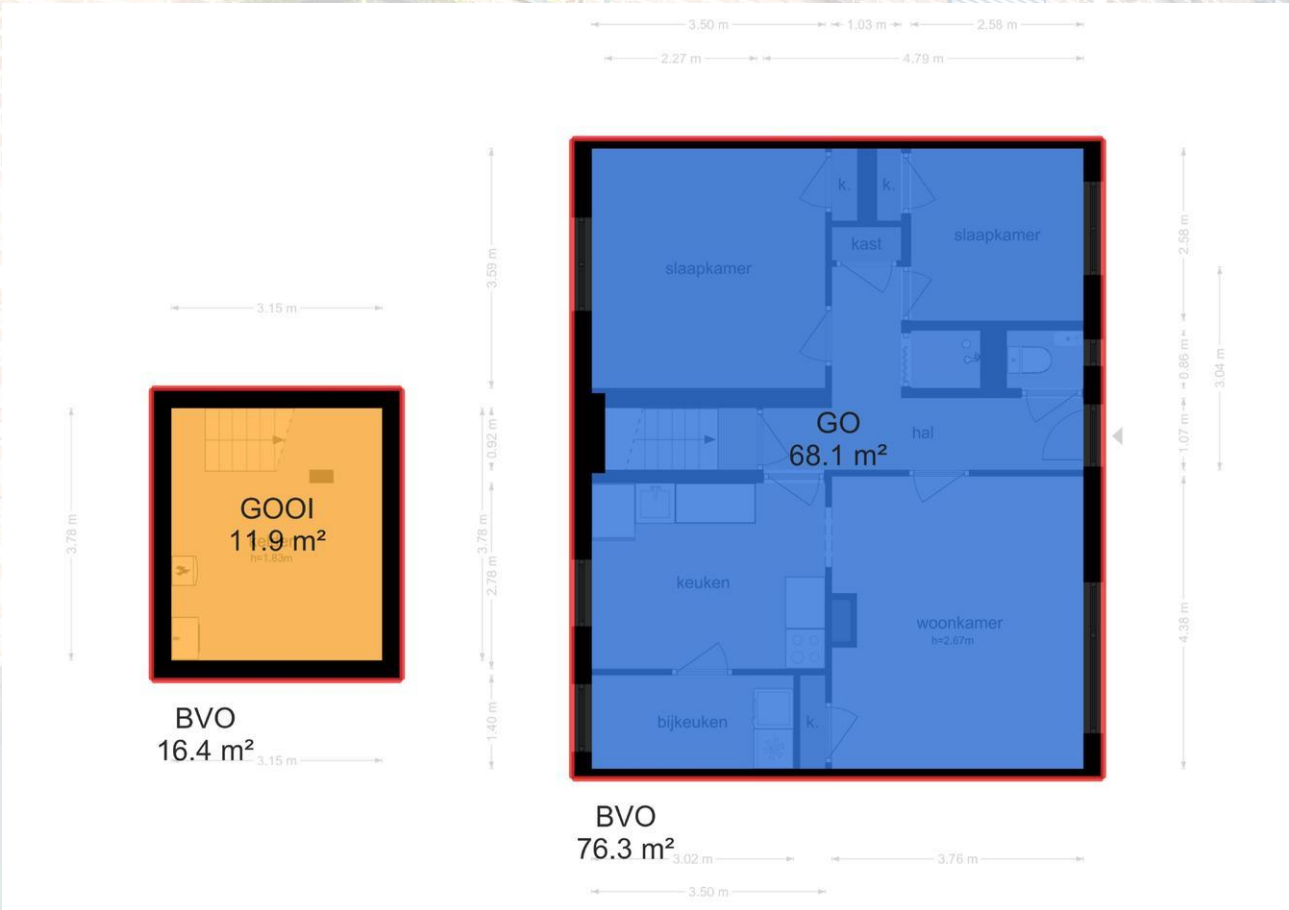 3.50 m
1.03 m
2.58 m
2.27 m
4.79 m
k.
k.
kast
slaapkamer
slaapkamer
3.59 m
2.58 m
0.86 m
3.04 m
1.07 m
3.15 m
3.78 m
GOOI
11.9 m²
h=1.83m
BVO
16.4 m²
3.15 m
0.92 m
3.78 m
2.78 m
1.40 m
GO
68.1 m²
hal
keuken
woonkamer
h=2.67m
4.38 m
bijkeuken
k.
BVO
76.3 m²
3.02 m
3.76 m
3.50 m